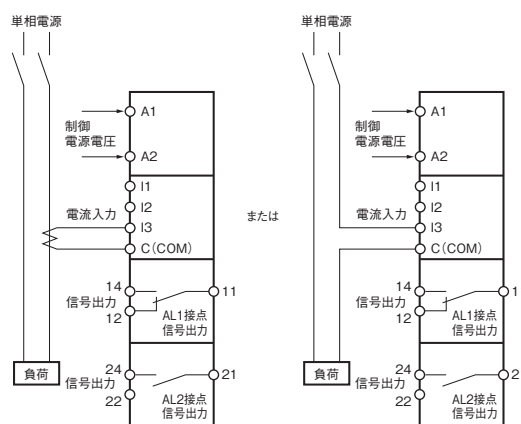 単相電源
A1
制御
電源電圧
A2
I1
I2
電流入力
I3
C(COM)
14
11
信号出力
12
AL1接点
信号出力
負荷
24
21
信号出力
22
AL2接点
信号出力
または
単相電源
A1
制御
電源電圧
A2
I1
I2
電流入力
I3
C(COM)
14
1
信号出力
12
AL1接点
信号出力
負荷
24
2
信号出力
22
AL2接点
信号出力